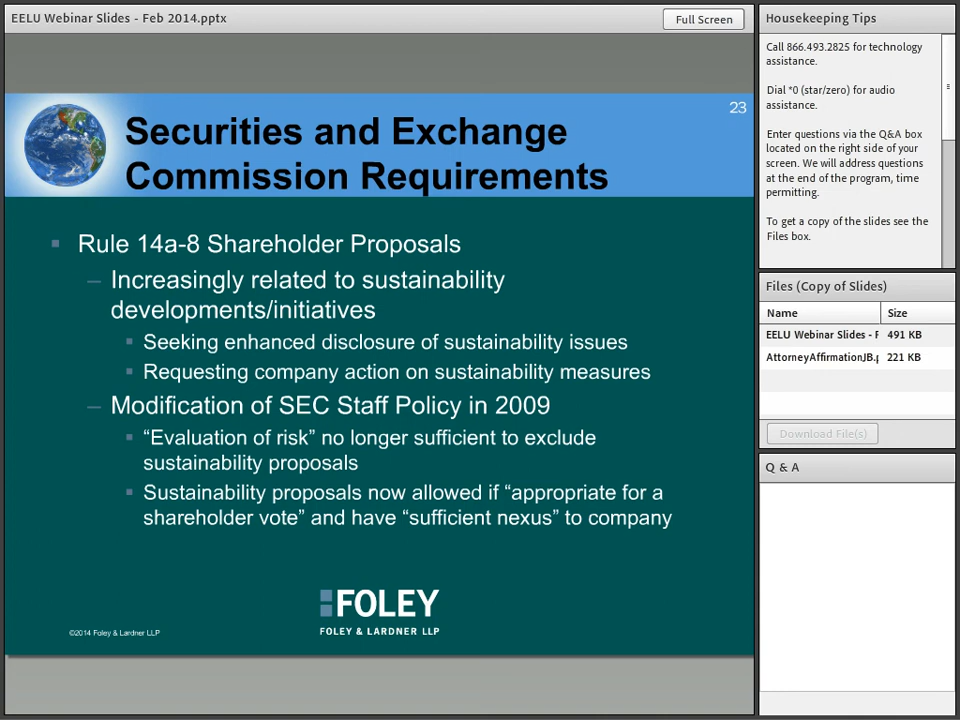 EELU Webinar Slides - Feb 2014.pptx
Full Screen
23
Securities and Exchange
Commission Requirements
Rule 14a-8 Shareholder Proposals
– Increasingly related to sustainability
developments/initiatives
Seeking enhanced disclosure of sustainability issues
Requesting company action on sustainability measures
– Modification of SEC Staff Policy in 2009
“Evaluation of risk” no longer sufficient to exclude
sustainability proposals
Sustainability proposals now allowed if “appropriate for a
shareholder vote” and have “sufficient nexus” to company
FOLEY
FOLEY & LARDNER LLP
©2014 Foley & Lardner LLP
Housekeeping Tips
Call 866.493.2825 for technology
assistance.
Dial *0 (star/zero) for audio
assistance.
Enter questions via the Q&A box
located on the right side of your
screen. We will address questions
at the end of the program, time
permitting.
To get a copy of the slides see the
Files box.
Files (Copy of Slides)
Name Size
EELU Webinar Slides - F 491 KB
AttorneyAffirmationJB.p 221 KB
Download File(s)
Q & A